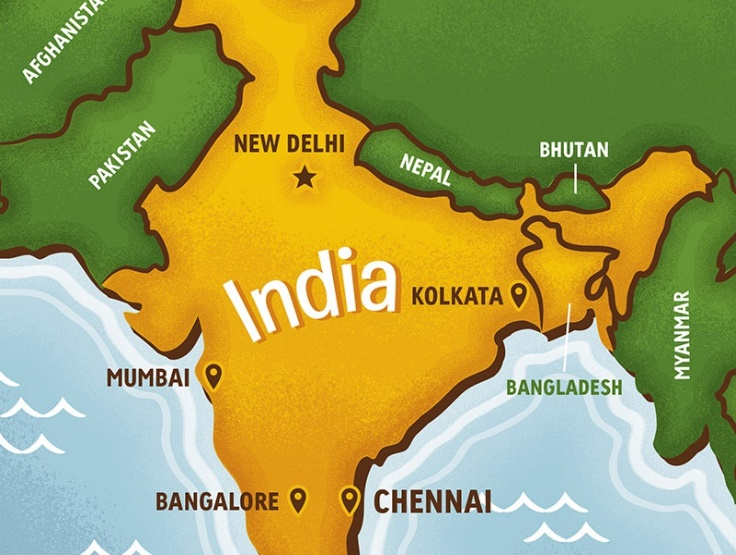 AFGHANISTAN
PAKISTAN
NEW DELHI
NEPAL
BHUTAN
India
KOLKATA
MYANMAR
MUMBAI
BANGLADESH
BANGALORE
CHENNAI